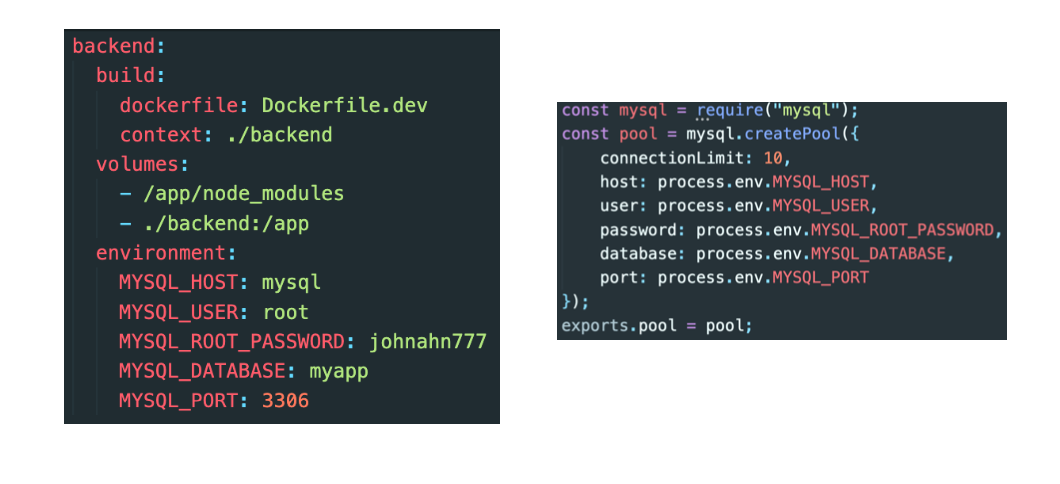 backend:
build:
dockerfile: Dockerfile.dev
context: ./backend
volumes:
- /app/node_modules
- ./backend:/app
environment:
MYSQL_HOST: mysql
MYSQL_USER: root
MYSQL_ROOT_PASSWORD: johnahn777
MYSQL_DATABASE: myapp
MYSQL_PORT: 3306
const mysql = require("mysql");
const pool = mysql.createPool({
connectionLimit: 10,
host: process.env.MYSQL_HOST,
user: process.env.MYSQL_USER,
password: process.env.MYSQL_ROOT_PASSWORD,
database: process.env.MYSQL_DATABASE,
port: process.env.MYSQL_PORT
});
exports.pool = pool;